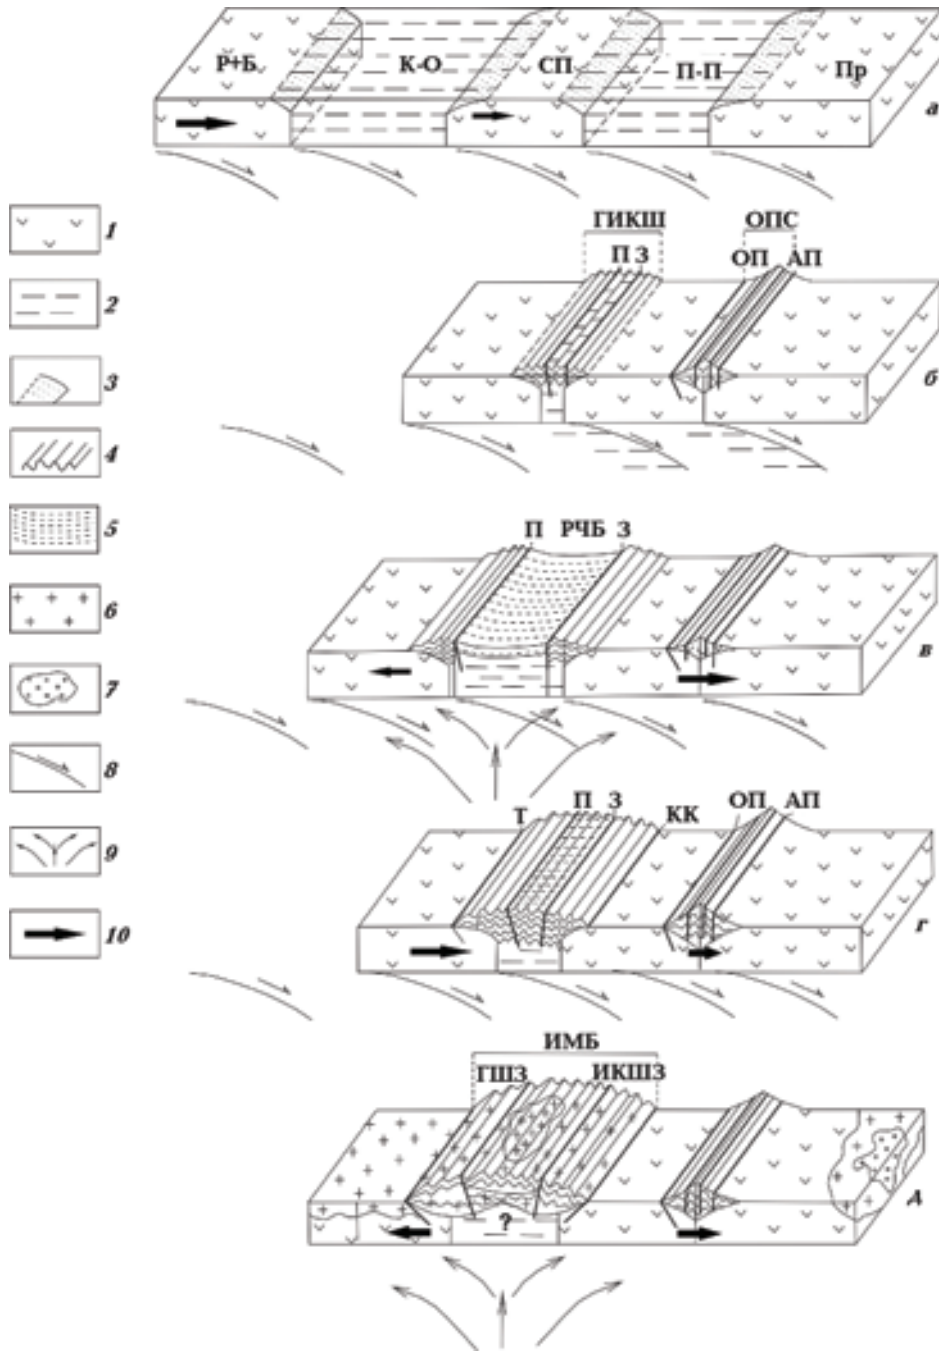 Р+Б К-О СП П-П Пр
а
1
ГИКШ ОПС
П З ОП АП
2
3
б
4
5
П РЧБ З
6
в
7
8
Т П З КК ОП АП
9
г
10
ИМБ
ГШЗ ИКШЗ
д
?